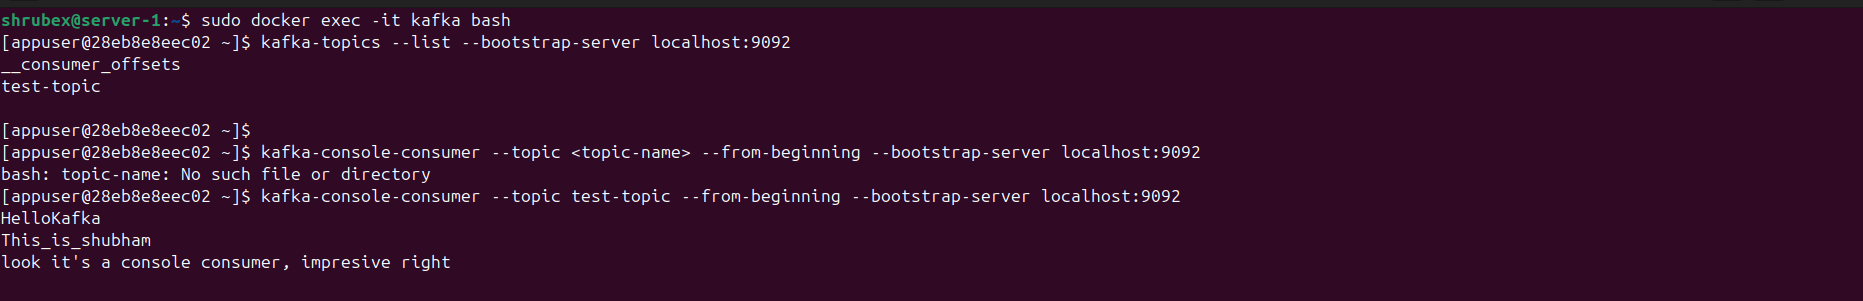 shrubex@server-1:~$ sudo docker exec -it kafka bash
[appuser@28eb8e8eec02 ~]$ kafka-topics --list --bootstrap-server localhost:9092
__consumer_offsets
test-topic
[appuser@28eb8e8eec02 ~]$
[appuser@28eb8e8eec02 ~]$ kafka-console-consumer --topic <topic-name> --from-beginning --bootstrap-server localhost:9092
bash: topic-name: No such file or directory
[appuser@28eb8e8eec02 ~]$ kafka-console-consumer --topic test-topic --from-beginning --bootstrap-server localhost:9092
HelloKafka
This_is_shubham
look it's a console consumer, impresive right